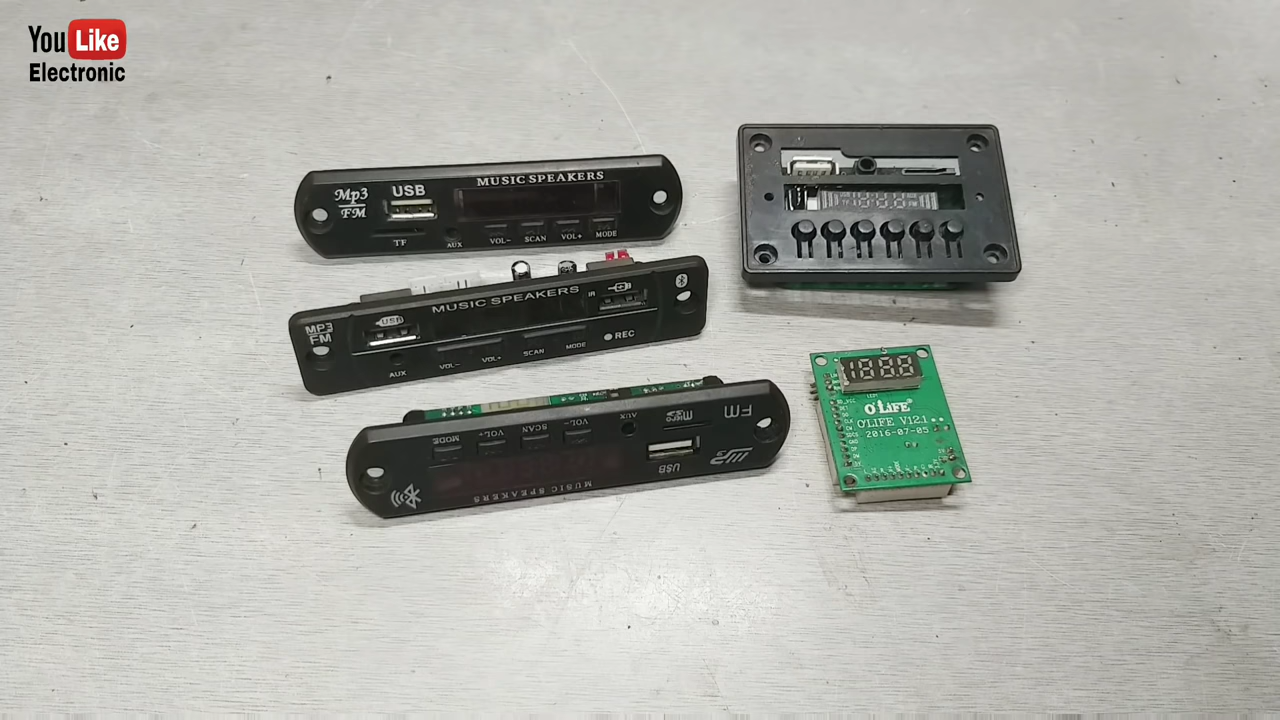 You Like
Electronic
Mp3
FM
USB
TF
MUSIC SPEAKERS
AUX
VOL-
SCAN
VOL+
MODE
MP3
FM
USB
AUX
MUSIC SPEAKERS
IR
VOL-
VOL+
SCAN
MODE
REC
FM
micro
AUX
VOL-
SCAN
VOL+
MODE
MP3
USB
MUSIC SPEAKERS
O'LIFE®
O'LIFE V12.1
2016-07-05